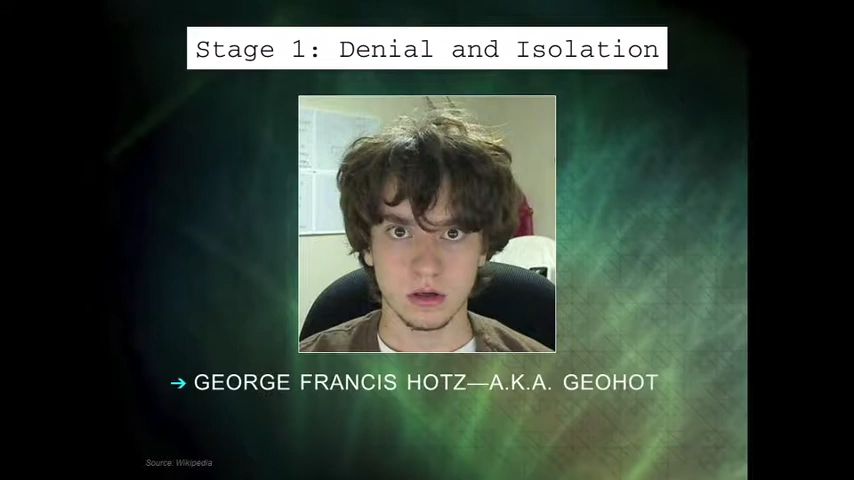 Stage 1: Denial and Isolation
➔ GEORGE FRANCIS HOTZ—A.K.A. GEOHOT
Source: Wikipedia